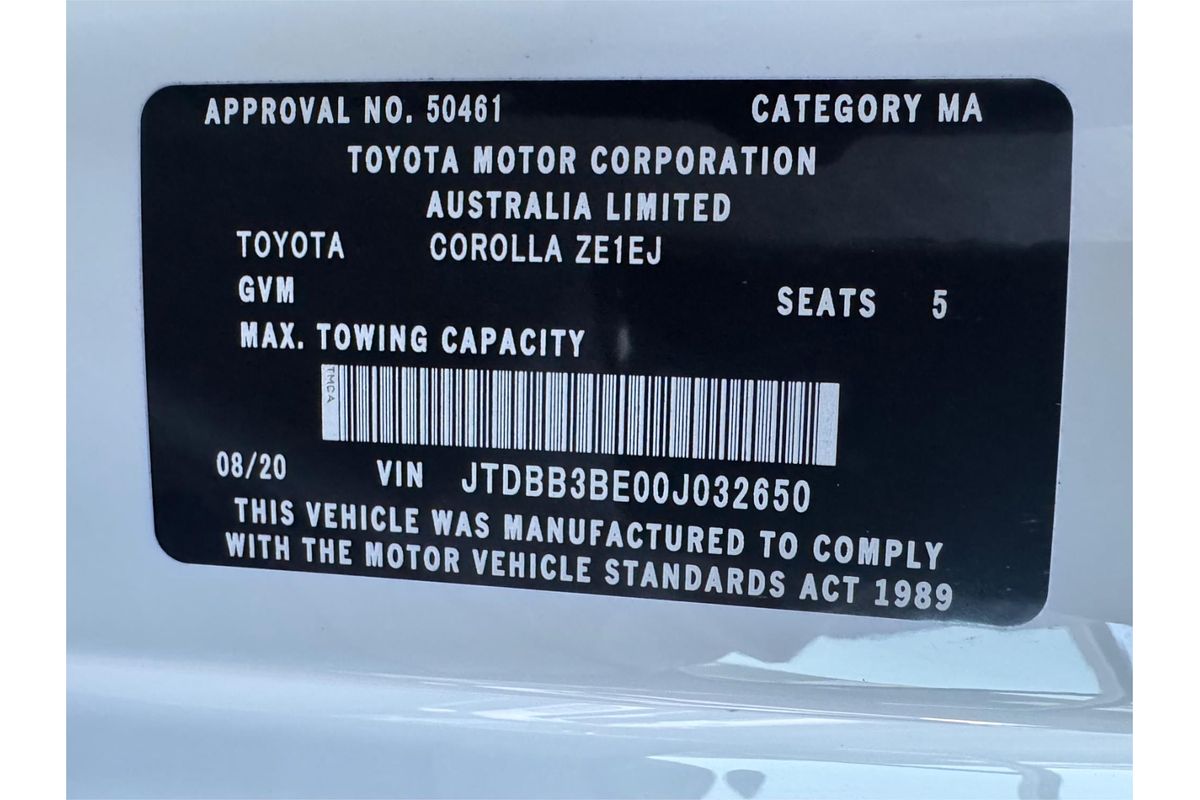 APPROVAL NO. 50461 CATEGORY MA
TOYOTA MOTOR CORPORATION
AUSTRALIA LIMITED
TOYOTA COROLLA ZE1EJ
GVM SEATS 5
MAX. TOWING CAPACITY
TMCA
08/20 VIN JTDBB3BE00J032650
THIS VEHICLE WAS MANUFACTURED TO COMPLY
WITH THE MOTOR VEHICLE STANDARDS ACT 1989